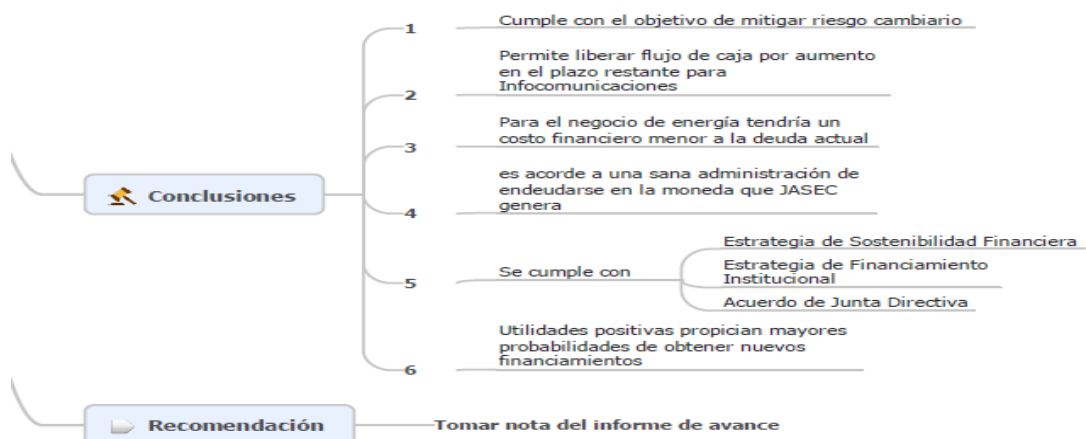 Conclusiones
1
Cumple con el objetivo de mitigar riesgo cambiario
2
Permite liberar flujo de caja por aumento
en el plazo restante para
Infocomunicaciones
3
Para el negocio de energía tendría un
costo financiero menor a la deuda actual
4
es acorde a una sana administración de
endeudarse en la moneda que JASEC
genera
5
Se cumple con
Estrategia de Sostenibilidad Financiera
Estrategia de Financiamiento
Institucional
Acuerdo de Junta Directiva
6
Utilidades positivas propician mayores
probabilidades de obtener nuevos
financiamientos
Recomendación
Tomar nota del informe de avance